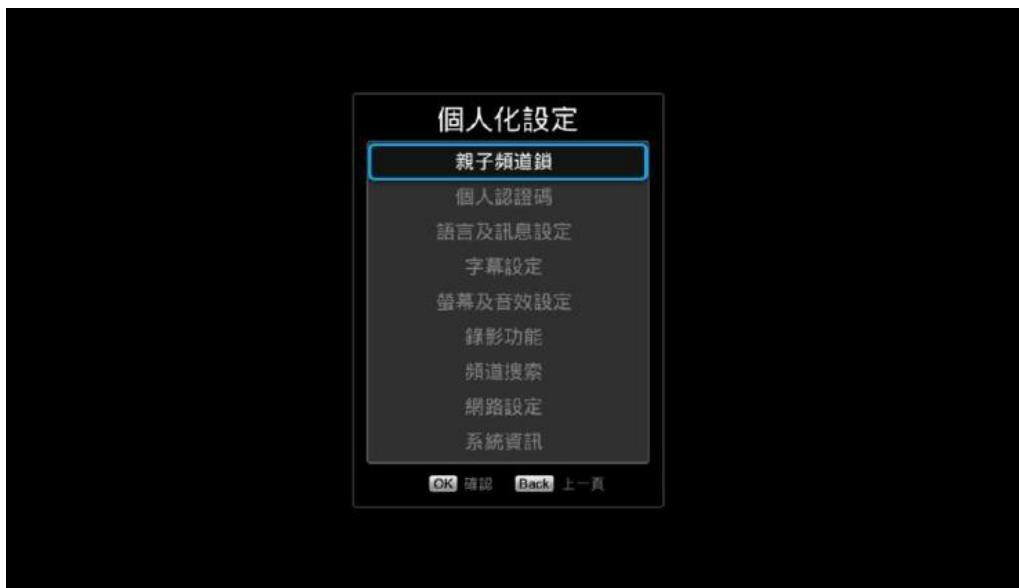 個人化設定
親子頻道鎖
個人認證碼
語言及訊息設定
字幕設定
螢幕及音效設定
錄影功能
頻道搜索
網路設定
系統資訊
OK 確認 Back 上一頁